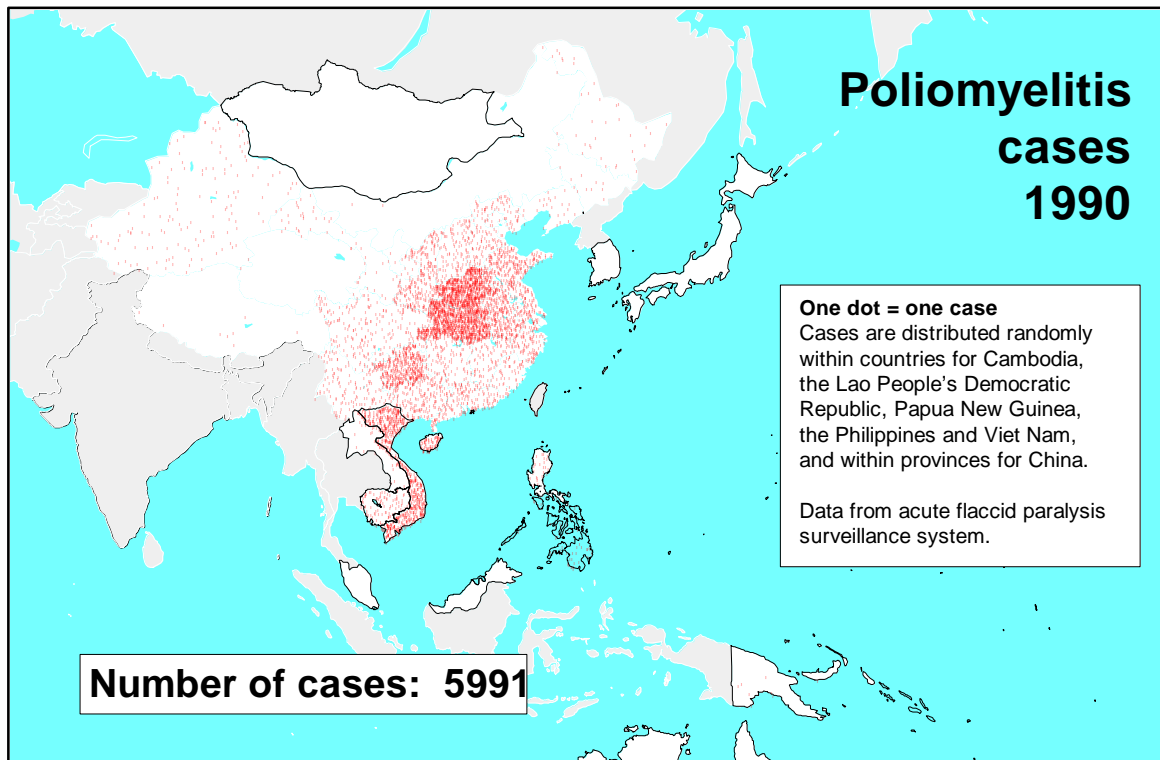 Poliomyelitis
cases
1990
One dot = one case
Cases are distributed randomly
within countries for Cambodia,
the Lao People’s Democratic
Republic, Papua New Guinea,
the Philippines and Viet Nam,
and within provinces for China.
Data from acute flaccid paralysis
surveillance system.
Number of cases:  5991